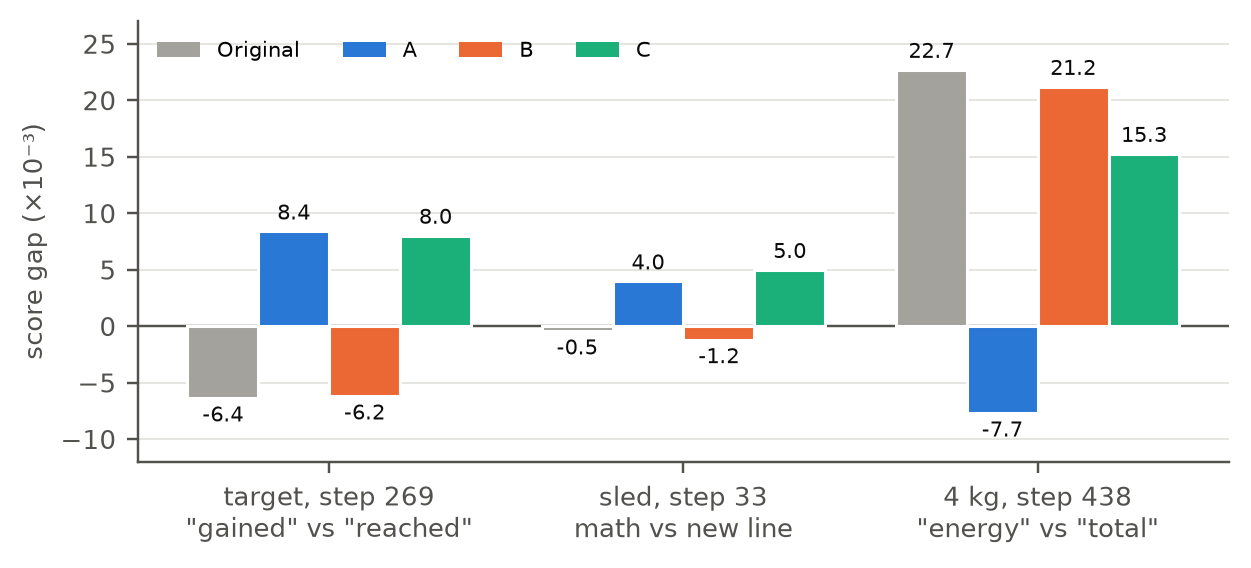 Original A B C
score gap (×10⁻³)
25
20
15
10
5
0
−5
−10
-6.4
8.4
-6.2
8.0
-0.5
4.0
-1.2
5.0
22.7
-7.7
21.2
15.3
target, step 269
"gained" vs "reached"
sled, step 33
math vs new line
4 kg, step 438
"energy" vs "total"